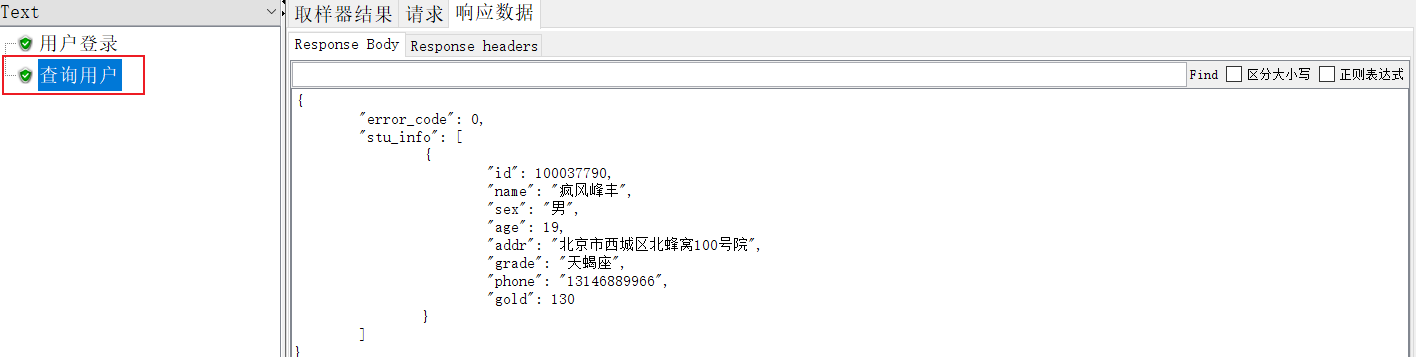 Text
用户登录
查询用户
取样器结果 请求 响应数据
Response Body Response headers
Find 区分大小写 正则表达式
{
"error_code": 0,
"stu_info": [
{
"id": 100037790,
"name": "疯风峰丰",
"sex": "男",
"age": 19,
"addr": "北京市西城区北蜂窝100号院",
"grade": "天蝎座",
"phone": "13146889966",
"gold": 130
}
]
}